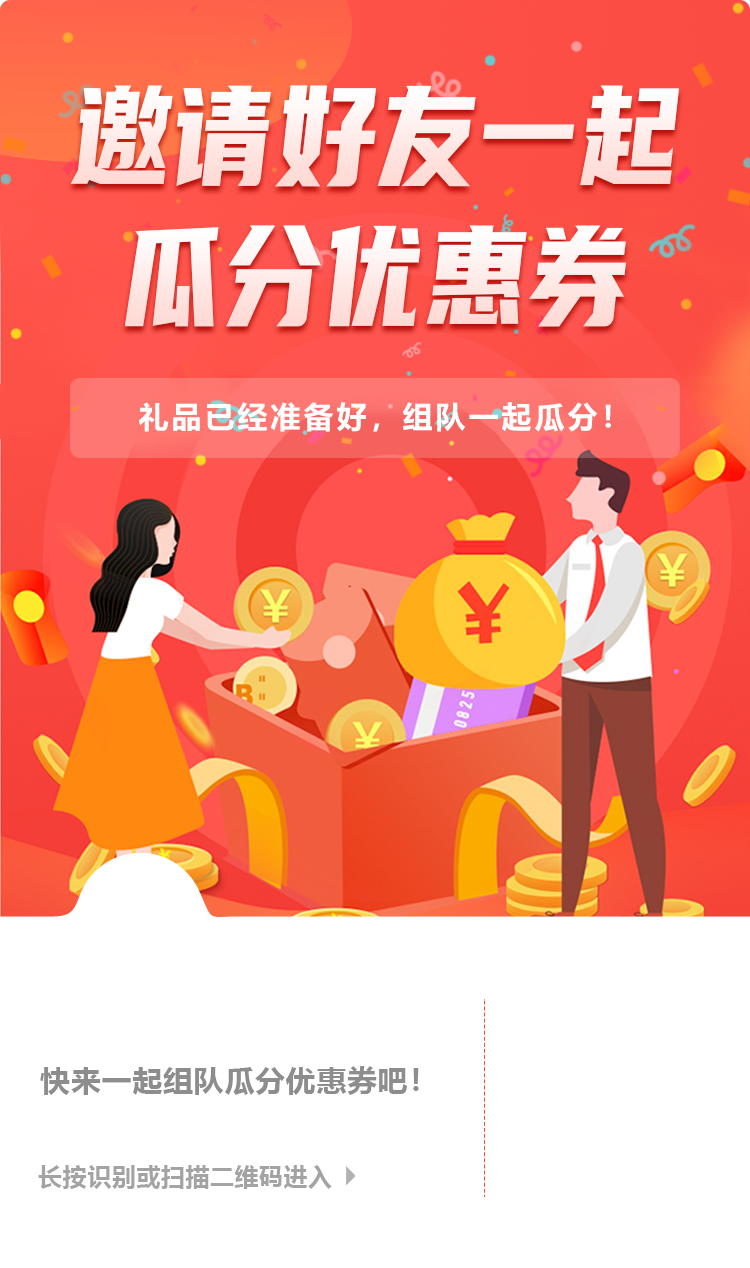 邀请好友一起
瓜分优惠券
礼品已经准备好，组队一起瓜分！
¥
¥
¥
B
0825
¥
快来一起组队瓜分优惠券吧！
长按识别或扫描二维码进入